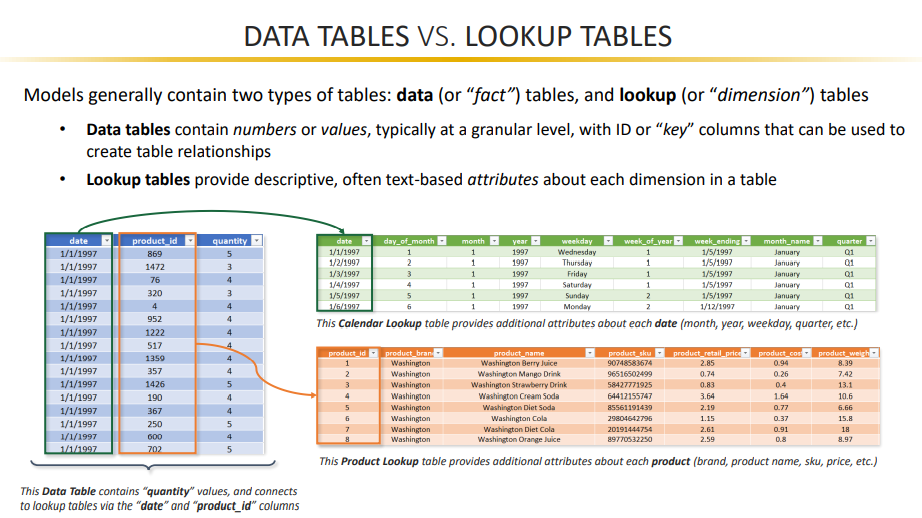 DATA TABLES VS. LOOKUP TABLES
Models generally contain two types of tables: data (or “fact”) tables, and lookup (or “dimension”) tables
• Data tables contain numbers or values, typically at a granular level, with ID or “key” columns that can be used to
create table relationships
• Lookup tables provide descriptive, often text-based attributes about each dimension in a table
date product_id quantity
1/1/1997 869 5
1/1/1997 1472 3
1/1/1997 76 4
1/1/1997 320 3
1/1/1997 4 4
1/1/1997 952 4
1/1/1997 1222 4
1/1/1997 517 4
1/1/1997 1359 4
1/1/1997 357 4
1/1/1997 1426 5
1/1/1997 190 4
1/1/1997 367 4
1/1/1997 250 5
1/1/1997 600 4
1/1/1997 702 5
This Data Table contains “quantity” values, and connects
to lookup tables via the “date” and “product_id” columns
date day_of_month month year weekday week_of_year week_ending month_name quarter
1/1/1997 1 1 1997 Wednesday 1 1/5/1997 January Q1
1/2/1997 2 1 1997 Thursday 1 1/5/1997 January Q1
1/3/1997 3 1 1997 Friday 1 1/5/1997 January Q1
1/4/1997 4 1 1997 Saturday 1 1/5/1997 January Q1
1/5/1997 5 1 1997 Sunday 2 1/5/1997 January Q1
1/6/1997 6 1 1997 Monday 2 1/12/1997 January Q1
This Calendar Lookup table provides additional attributes about each date (month, year, weekday, quarter, etc.)
product_id product_bran product_name product_sku product_retail_price product_cos product_weigh
1 Washington Washington Berry Juice 90748583674 2.85 0.94 8.39
2 Washington Washington Mango Drink 96516502499 0.74 0.26 7.42
3 Washington Washington Strawberry Drink 58427771925 0.83 0.4 13.1
4 Washington Washington Cream Soda 64412155747 3.64 1.64 10.6
5 Washington Washington Diet Soda 85561191439 2.19 0.77 6.66
6 Washington Washington Cola 29804642796 1.15 0.37 15.8
7 Washington Washington Diet Cola 20191444754 2.61 0.91 18
8 Washington Washington Orange Juice 89770532250 2.59 0.8 8.97
This Product Lookup table provides additional attributes about each product (brand, product name, sku, price, etc.)